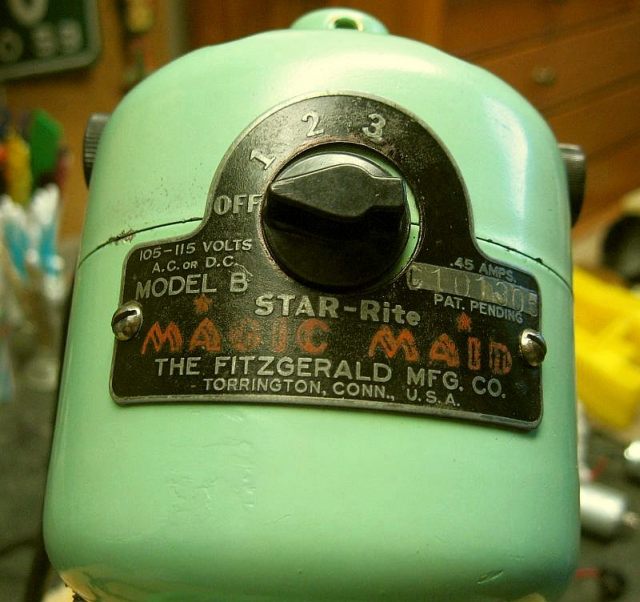 1 2 3
OFF
105-115 VOLTS
A.C. OR D.C.
MODEL B
.45 AMPS.
PAT. PENDING
STAR-Rite
MAGIC MAID
THE FITZGERALD MFG. CO.
TORRINGTON, CONN., U.S.A.